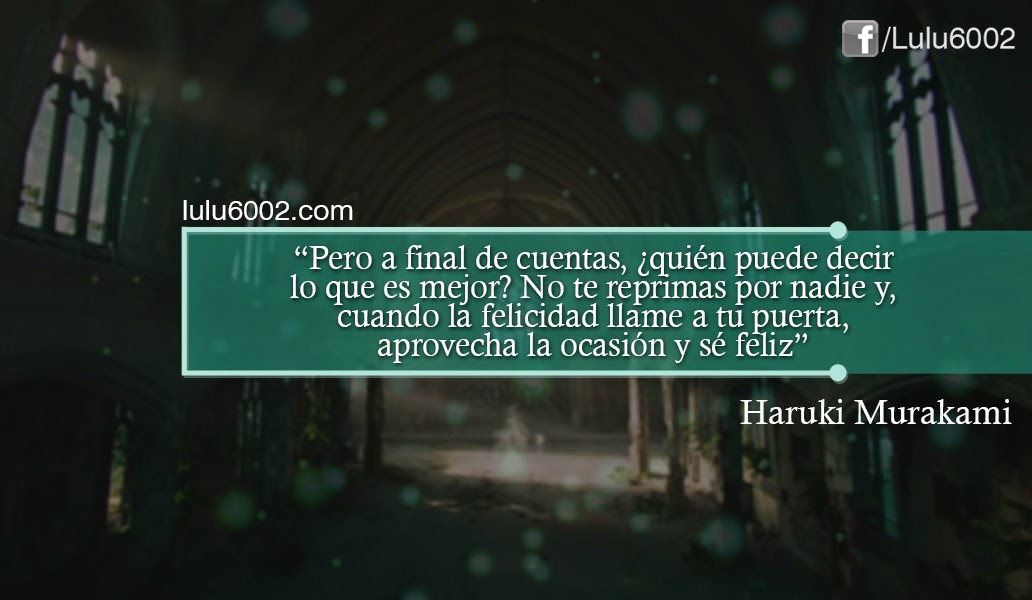 /Lulu6002
lulu6002.com
“Pero a final de cuentas, ¿quién puede decir
lo que es mejor? No te reprimas por nadie y,
cuando la felicidad llame a tu puerta,
aprovecha la ocasión y sé feliz”
Haruki Murakami